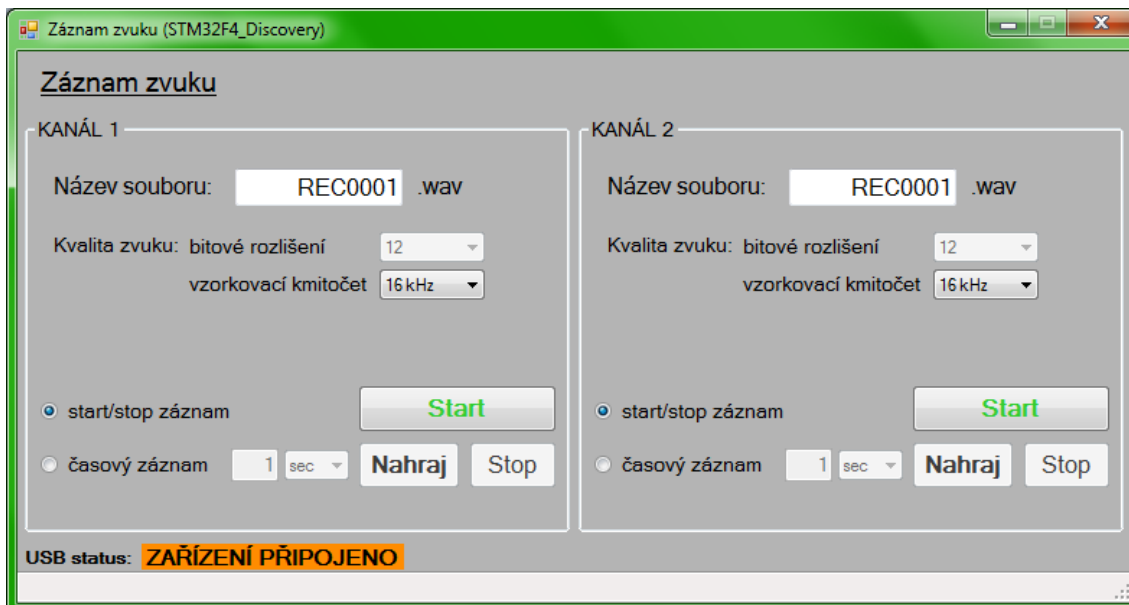 Záznam zvuku (STM32F4_Discovery)
Záznam zvuku
KANÁL 1
Název souboru: REC0001 .wav
Kvalita zvuku: bitové rozlišení 12
vzorkovací kmitočet 16 kHz
start/stop záznam Start
časový záznam 1 sec Nahraj Stop
KANÁL 2
Název souboru: REC0001 .wav
Kvalita zvuku: bitové rozlišení 12
vzorkovací kmitočet 16 kHz
start/stop záznam Start
časový záznam 1 sec Nahraj Stop
USB status: ZAŘÍZENÍ PŘIPOJENO